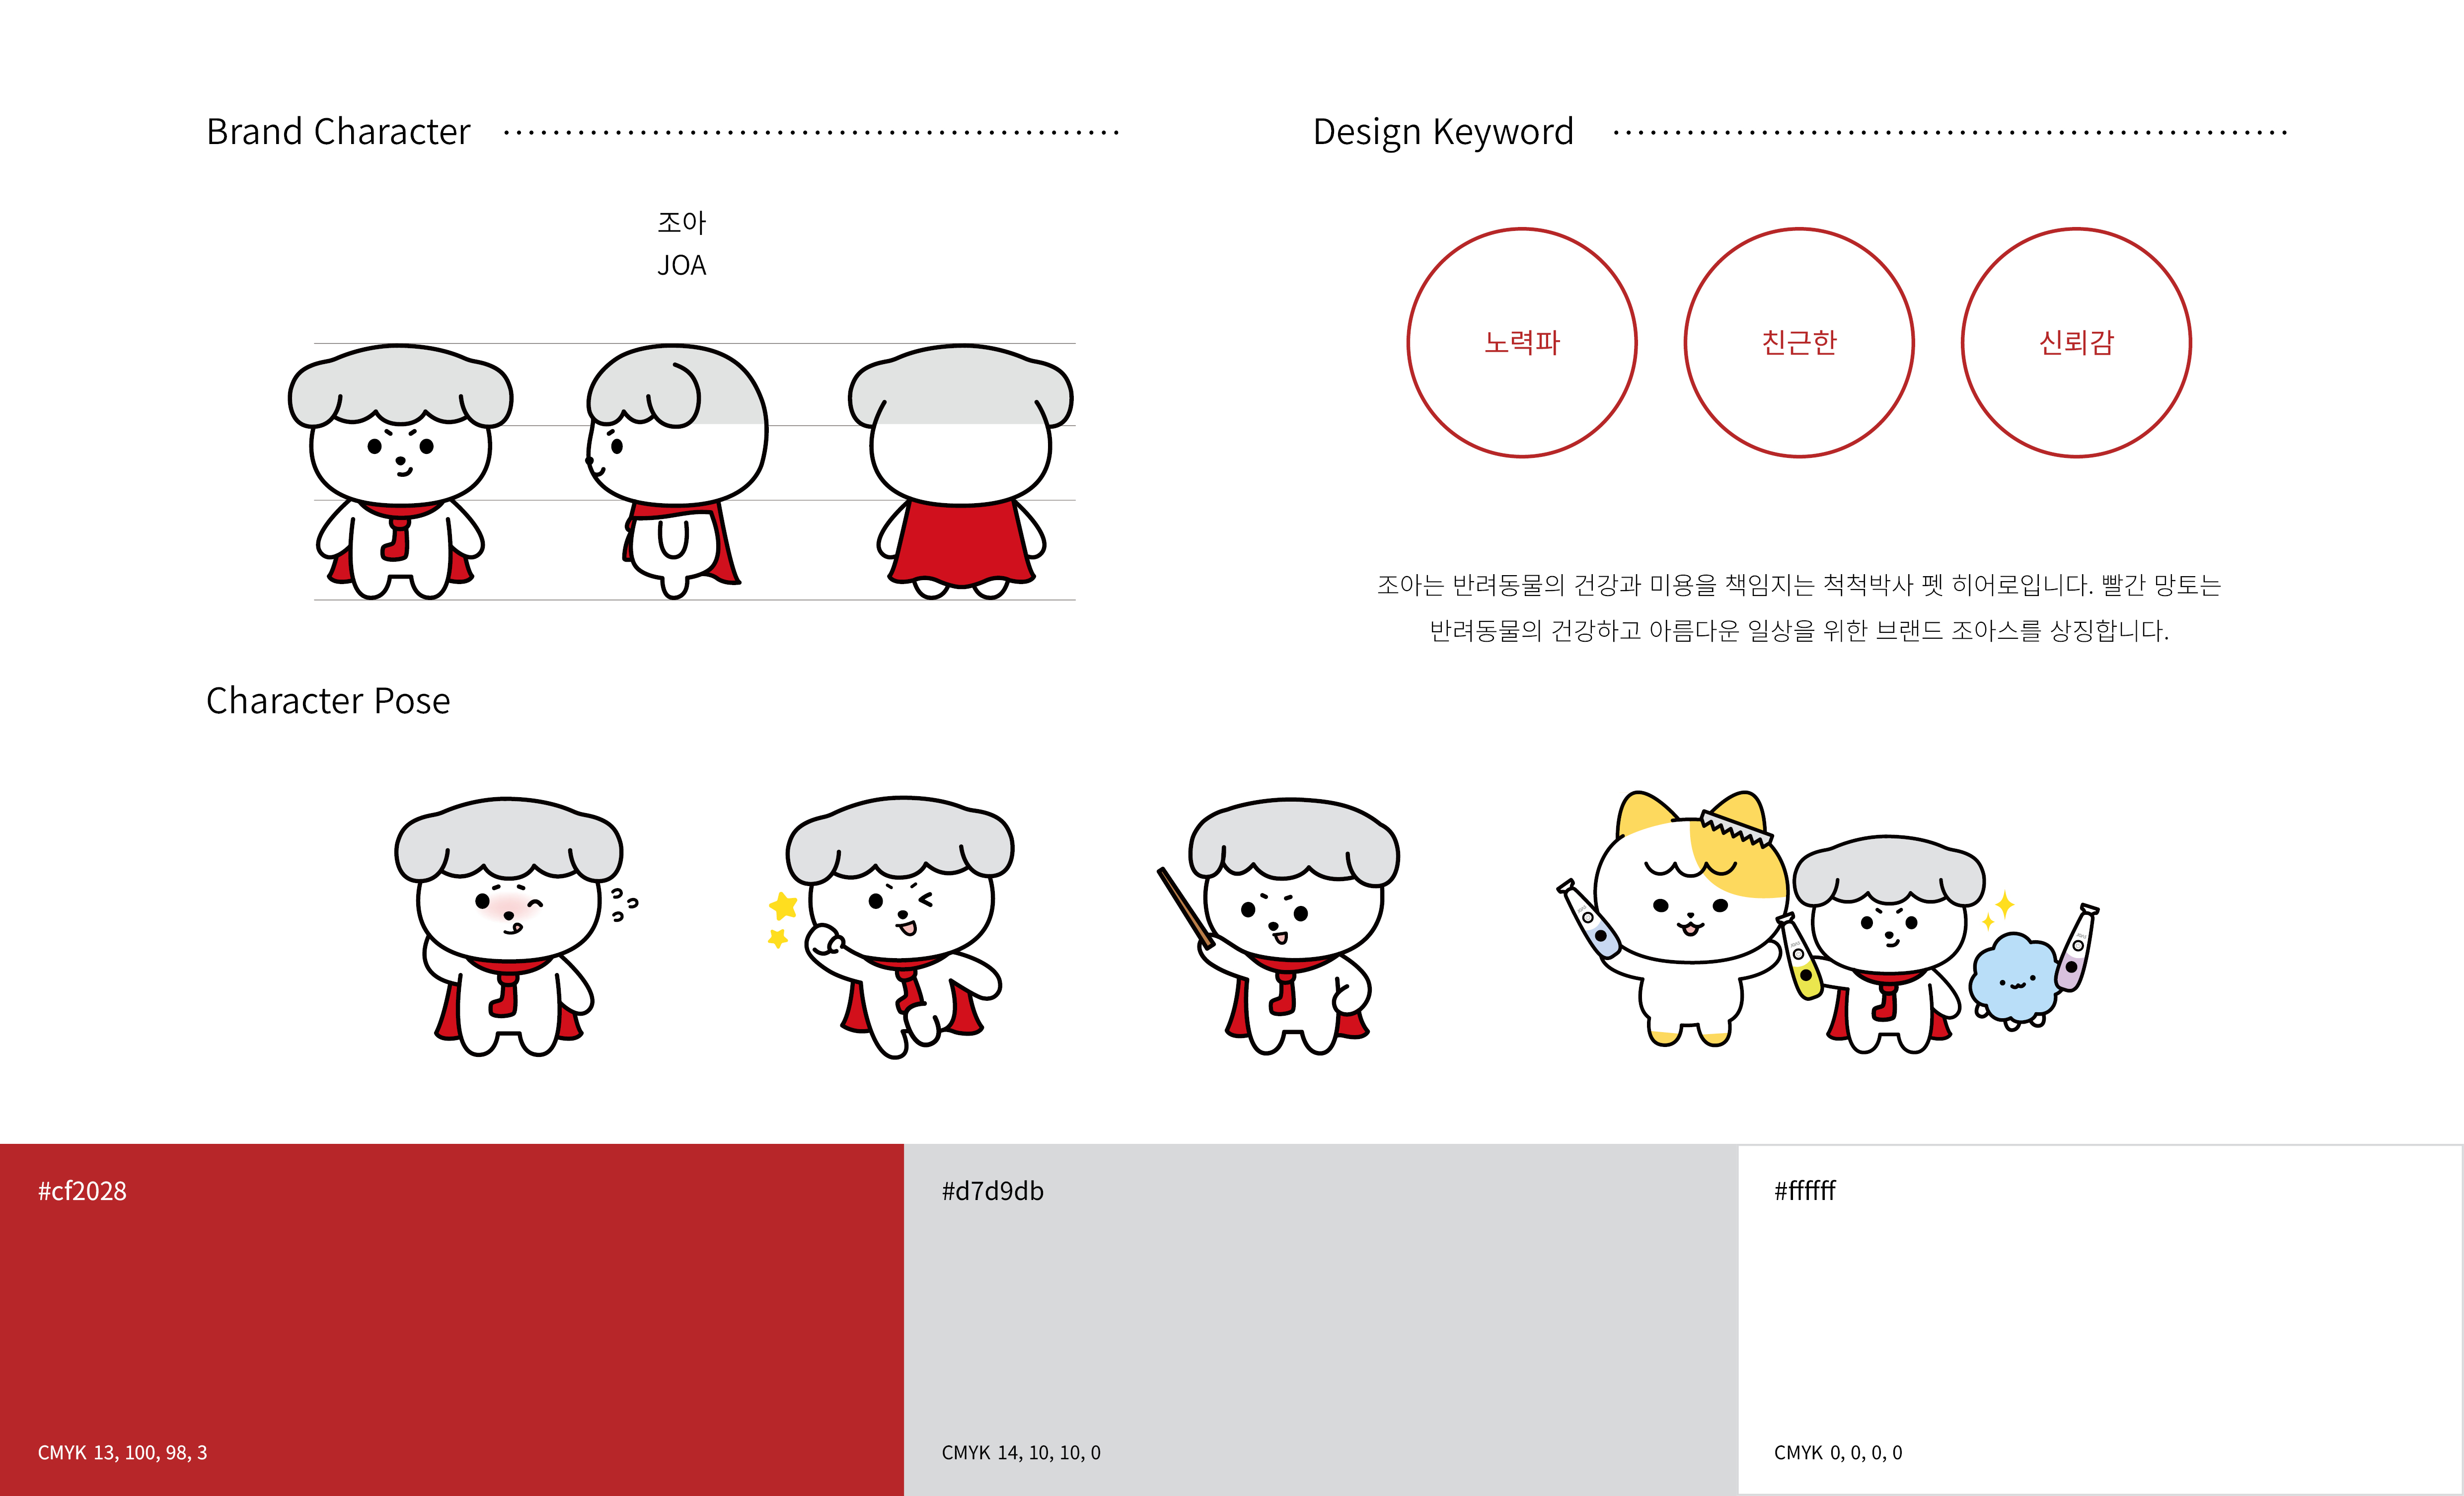 Brand Character
조아
JOA
Design Keyword
노력파
친근한
신뢰감
조아는 반려동물의 건강과 미용을 책임지는 척척박사 펫 히어로입니다. 빨간 망토는
반려동물의 건강하고 아름다운 일상을 위한 브랜드 조아스를 상징합니다.
Character Pose
#cf2028
CMYK 13, 100, 98, 3
#d7d9db
CMYK 14, 10, 10, 0
#ffffff
CMYK 0, 0, 0, 0